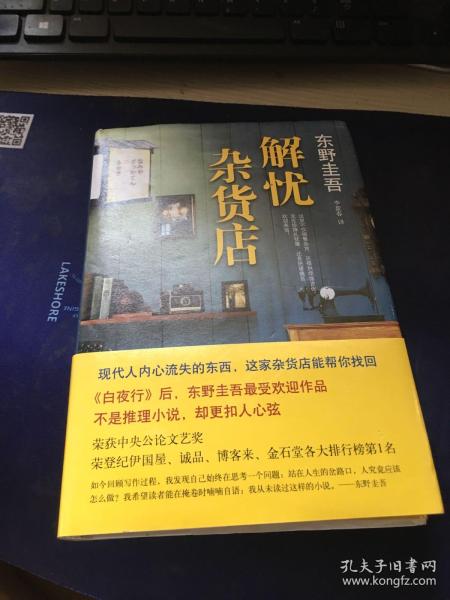 解忧
杂货店
东野圭吾
李盈春 译
现代人内心流失的东西，这家杂货店能帮你找回
《白夜行》后，东野圭吾最受欢迎作品
不是推理小说，却更扣人心弦
荣获中央公论文艺奖
荣登纪伊国屋、诚品、博客来、金石堂各大排行榜第1名
如今回顾写作过程，我发现自己始终在思考一个问题：站在人生的岔路口，人究竟应该
怎么做？我希望读者能在掩卷时喃喃自语：我从未读过这样的小说。——东野圭吾
LAKESHORE
孔夫子旧书网
www.kongfz.com